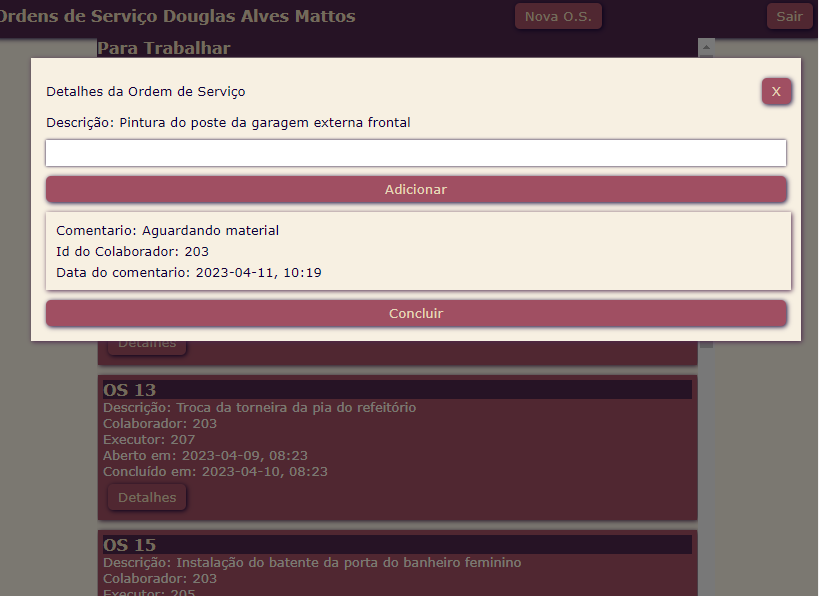 Ordens de Serviço Douglas Alves Mattos
Nova O.S.
Sair
Para Trabalhar
Detalhes da Ordem de Serviço
X
Descrição: Pintura do poste da garagem externa frontal
Adicionar
Comentario: Aguardando material
Id do Colaborador: 203
Data do comentario: 2023-04-11, 10:19
Concluir
Detalhes
OS 13
Descrição: Troca da torneira da pia do refeitório
Colaborador: 203
Executor: 207
Aberto em: 2023-04-09, 08:23
Concluído em: 2023-04-10, 08:23
Detalhes
OS 15
Descrição: Instalação do batente da porta do banheiro feminino
Colaborador: 203
Executor: 205